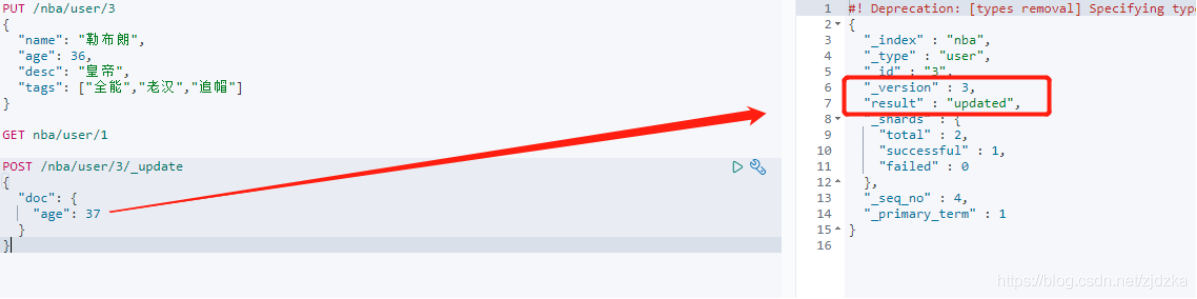 PUT /nba/user/3
{
"name": "勒布朗",
"age": 36,
"desc": "皇帝",
"tags": ["全能","老汉","追帽"]
}
GET nba/user/1
POST /nba/user/3/_update
{
"doc": {
"age": 37
}
}
1 #! Deprecation: [types removal] Specifying type
2 {
3 "_index" : "nba",
4 "_type" : "user",
5 "_id" : "3",
6 "_version" : 3,
7 "result" : "updated",
8 "_shards" : {
9 "total" : 2,
10 "successful" : 1,
11 "failed" : 0
12 },
13 "_seq_no" : 4,
14 "_primary_term" : 1
15 }
16
https://blog.csdn.net/zjdzka